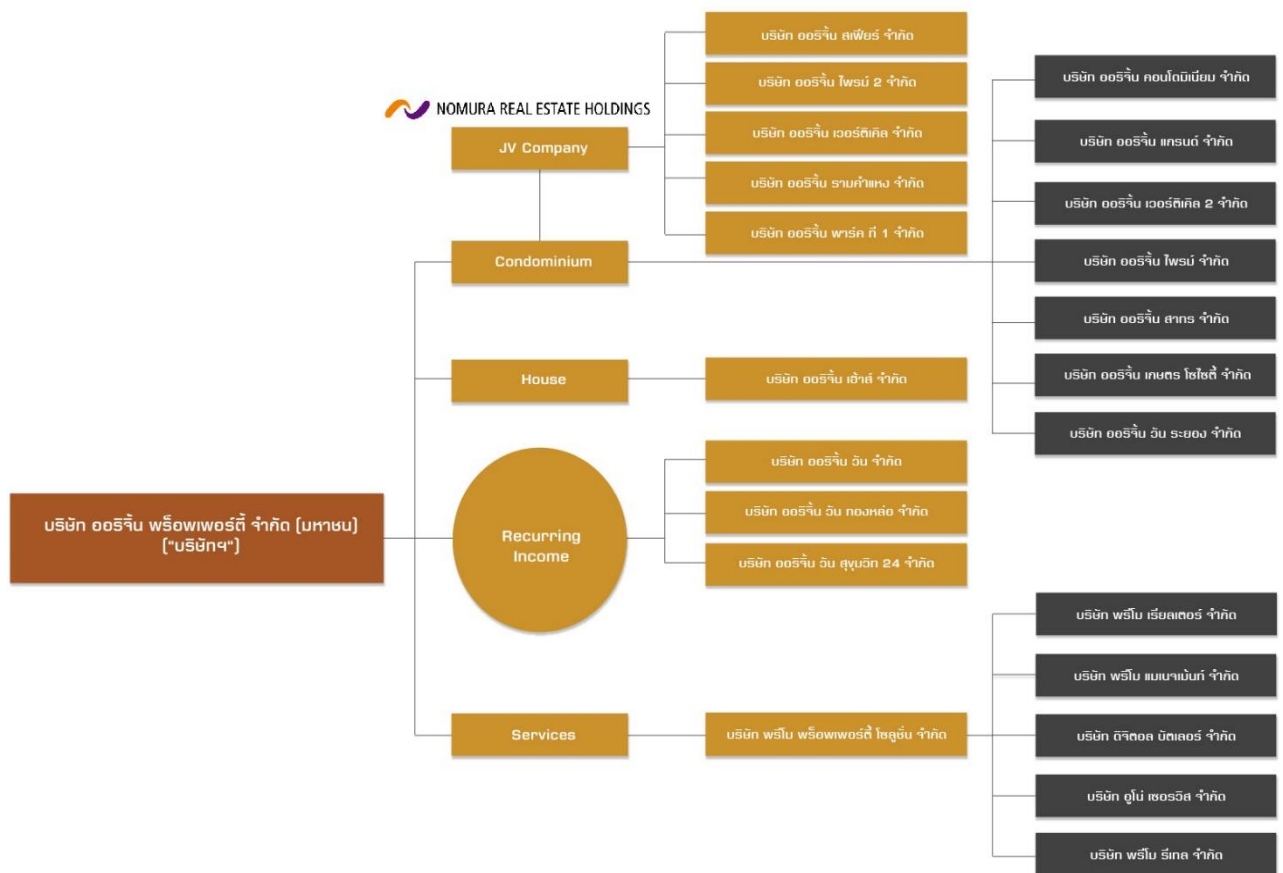 บริษัท ออริจิ้น พร็อพเพอร์ตี้ จำกัด (มหาชน)
("บริษัทฯ")
NOMURA REAL ESTATE HOLDINGS
JV Company
Condominium
House
Recurring
Income
Services
บริษัท ออริจิ้น สเฟียร์ จำกัด
บริษัท ออริจิ้น ไพรม์ 2 จำกัด
บริษัท ออริจิ้น เวอร์ติเคิล จำกัด
บริษัท ออริจิ้น รามคำแหง จำกัด
บริษัท ออริจิ้น พาร์ค ที 1 จำกัด
บริษัท ออริจิ้น เฮ้าส์ จำกัด
บริษัท ออริจิ้น วัน จำกัด
บริษัท ออริจิ้น วัน ทองหล่อ จำกัด
บริษัท ออริจิ้น วัน สุขุมวิท 24 จำกัด
บริษัท พรีโม พร็อพเพอร์ตี้ โซลูชั่น จำกัด
บริษัท ออริจิ้น คอนโดมิเนียม จำกัด
บริษัท ออริจิ้น แกรนด์ จำกัด
บริษัท ออริจิ้น เวอร์ติเคิล 2 จำกัด
บริษัท ออริจิ้น ไพรม์ จำกัด
บริษัท ออริจิ้น สาทร จำกัด
บริษัท ออริจิ้น เกษตร โซไซตี้ จำกัด
บริษัท ออริจิ้น วัน ระยอง จำกัด
บริษัท พรีโม เรียลเตอร์ จำกัด
บริษัท พรีโม แมเนจเม้นท์ จำกัด
บริษัท ดิจิตอล บัตเลอร์ จำกัด
บริษัท อูโน่ เซอรวิส จำกัด
บริษัท พรีโม รีเทล จำกัด